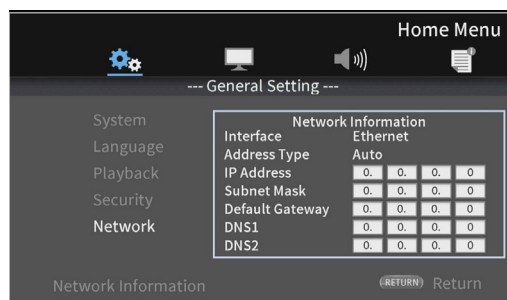 Home Menu
--- General Setting ---
System
Language
Playback
Security
Network
Network Information
Interface Ethernet
Address Type Auto
IP Address 0. 0. 0. 0
Subnet Mask 0. 0. 0. 0
Default Gateway 0. 0. 0. 0
DNS1 0. 0. 0. 0
DNS2 0. 0. 0. 0
Network Information
RETURN Return